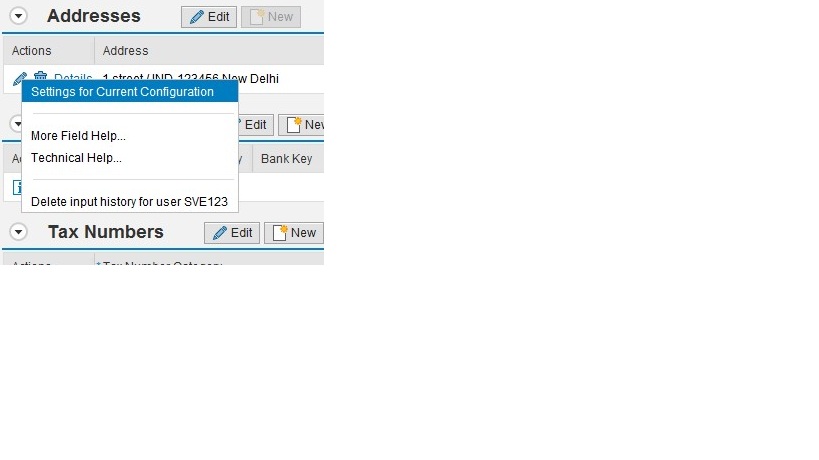 Addresses Edit New
Actions Address
Details 1 street / IND-123456 New Delhi
Settings for Current Configuration
More Field Help...
Edit New
Technical Help...
Bank Key
Delete input history for user SVE123
Tax Numbers Edit New
Actions *Tax Number Category